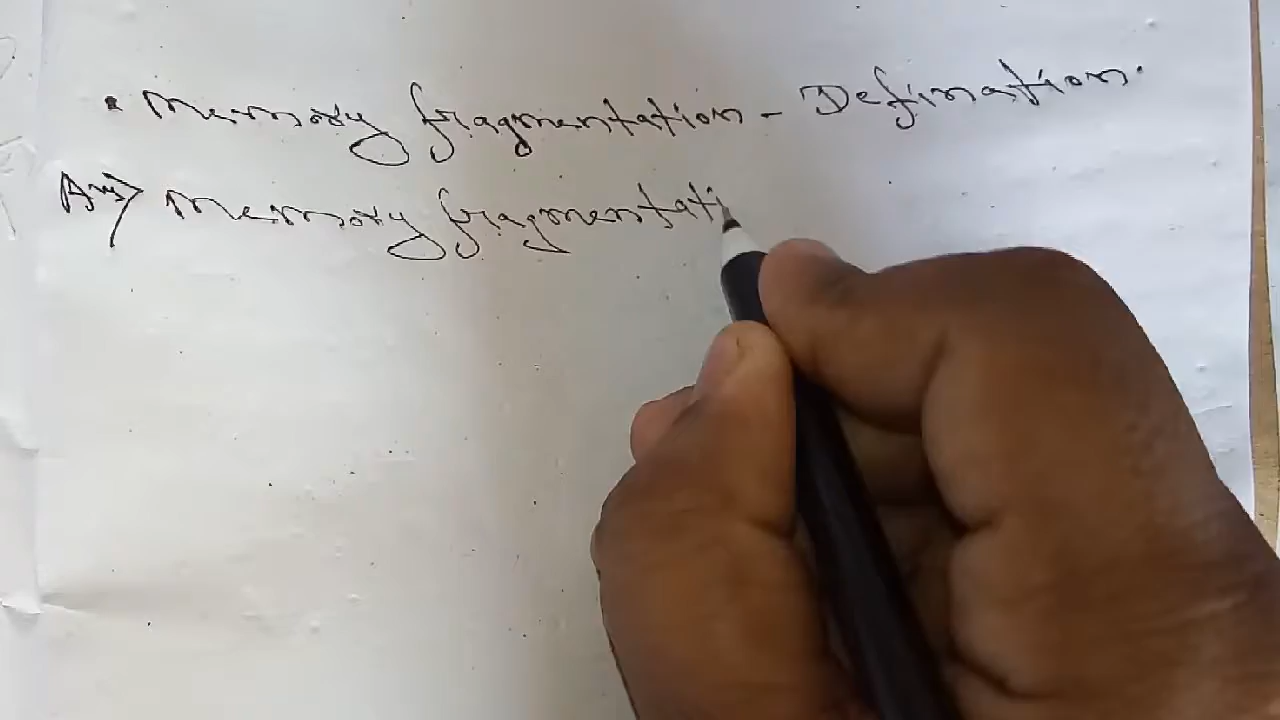 • Memory fragmentation - Defination.
Ans> Memory fragmentati